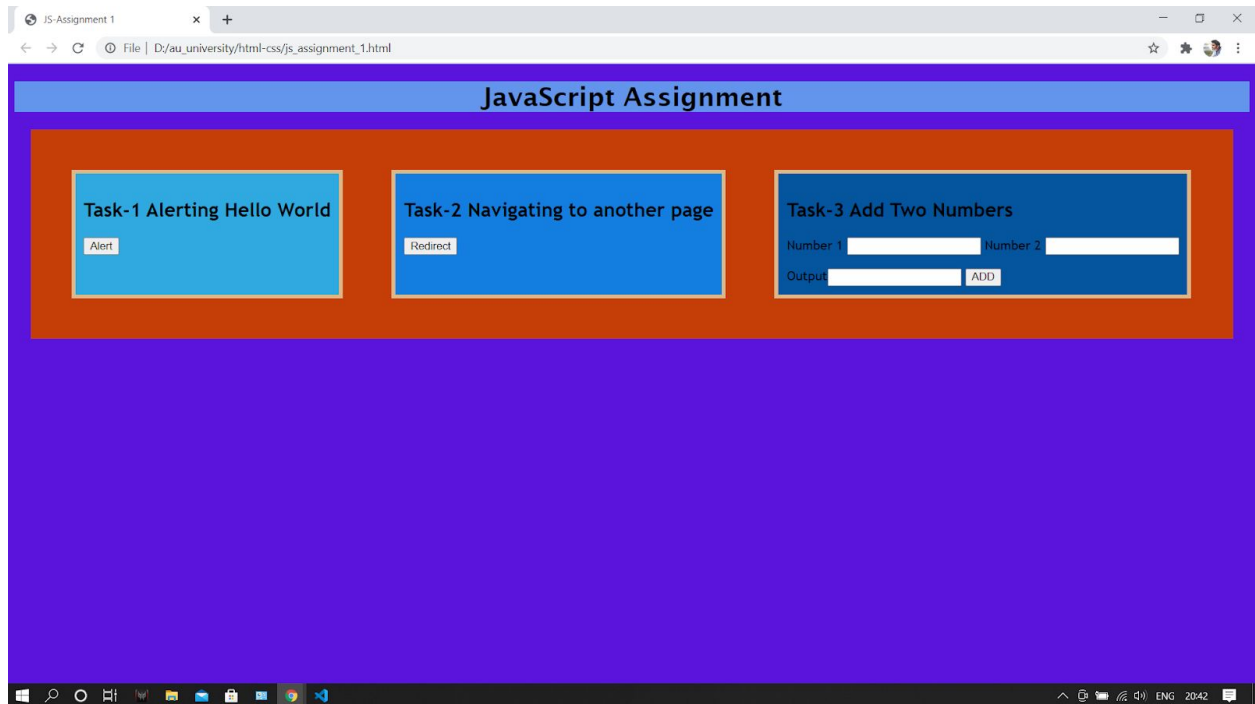 JS-Assignment 1
File | D:/au_university/html-css/js_assignment_1.html
JavaScript Assignment
Task-1 Alerting Hello World
Alert
Task-2 Navigating to another page
Redirect
Task-3 Add Two Numbers
Number 1 Number 2
Output ADD
ENG 20:42